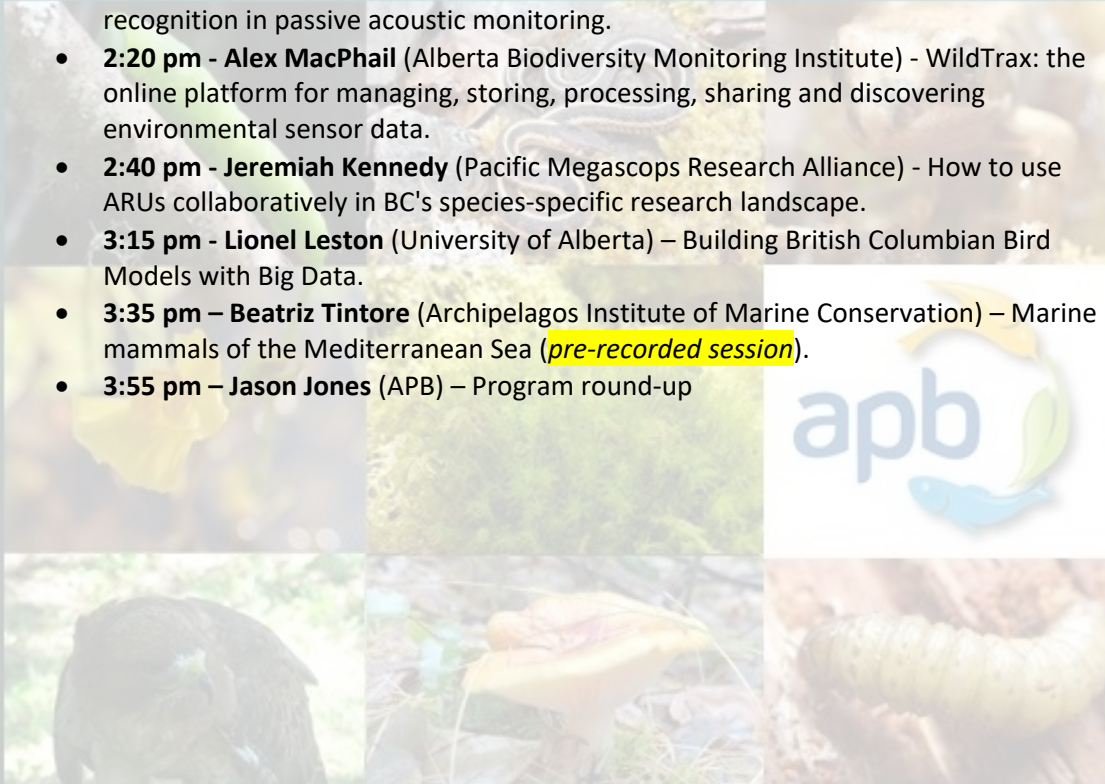 recognition in passive acoustic monitoring.
• 2:20 pm - Alex MacPhail (Alberta Biodiversity Monitoring Institute) - WildTrax: the
online platform for managing, storing, processing, sharing and discovering
environmental sensor data.
• 2:40 pm - Jeremiah Kennedy (Pacific Megascops Research Alliance) - How to use
ARUs collaboratively in BC's species-specific research landscape.
• 3:15 pm - Lionel Leston (University of Alberta) – Building British Columbian Bird
Models with Big Data.
• 3:35 pm – Beatriz Tintore (Archipelagos Institute of Marine Conservation) – Marine
mammals of the Mediterranean Sea (pre-recorded session).
• 3:55 pm – Jason Jones (APB) – Program round-up
apb